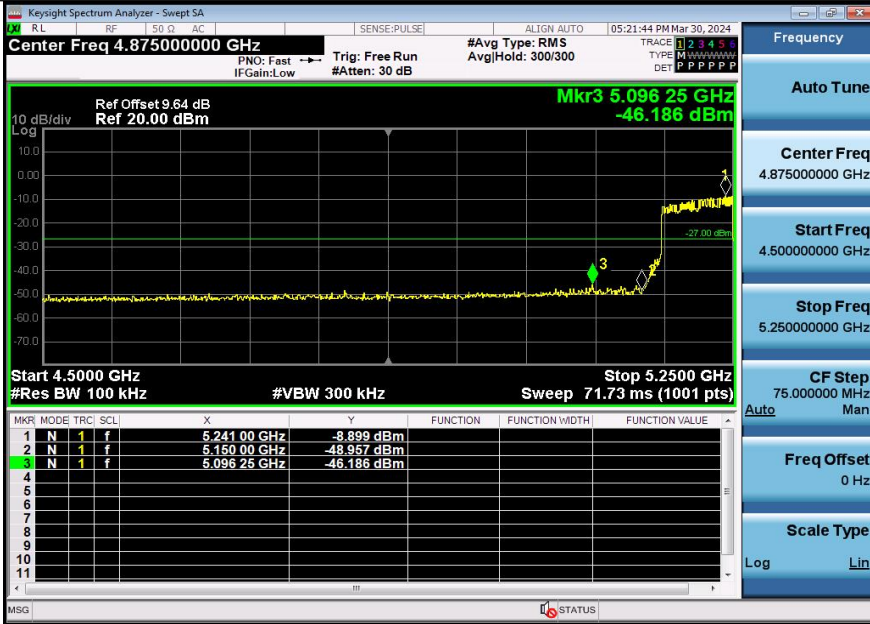 Keysight Spectrum Analyzer - Swept SA
LXI RL RF 50 Ω AC SENSE:PULSE ALIGN AUTO 05:21:44 PM Mar 30, 2024
Center Freq 4.875000000 GHz
PNO: Fast
IFGain:Low
Trig: Free Run
#Atten: 30 dB
#Avg Type: RMS
Avg|Hold: 300/300
TRACE 1 2 3 4 5 6
TYPE M W W W W W
DET P P P P P P
Mkr3 5.096 25 GHz
-46.186 dBm
Ref Offset 9.64 dB
10 dB/div Ref 20.00 dBm
Log
10.0
0.00
-10.0
-20.0
-30.0
-40.0
-50.0
-60.0
-70.0
1
-27.00 dBm
3
2
Start 4.5000 GHz Stop 5.2500 GHz
#Res BW 100 kHz #VBW 300 kHz Sweep 71.73 ms (1001 pts)
MKR MODE TRC SCL X Y FUNCTION FUNCTION WIDTH FUNCTION VALUE
1 N 1 f 5.241 00 GHz -8.899 dBm
2 N 1 f 5.150 00 GHz -48.957 dBm
3 N 1 f 5.096 25 GHz -46.186 dBm
4
5
6
7
8
9
10
11
MSG STATUS
Frequency
Auto Tune
Center Freq
4.875000000 GHz
Start Freq
4.500000000 GHz
Stop Freq
5.250000000 GHz
CF Step
75.000000 MHz
Auto Man
Freq Offset
0 Hz
Scale Type
Log Lin